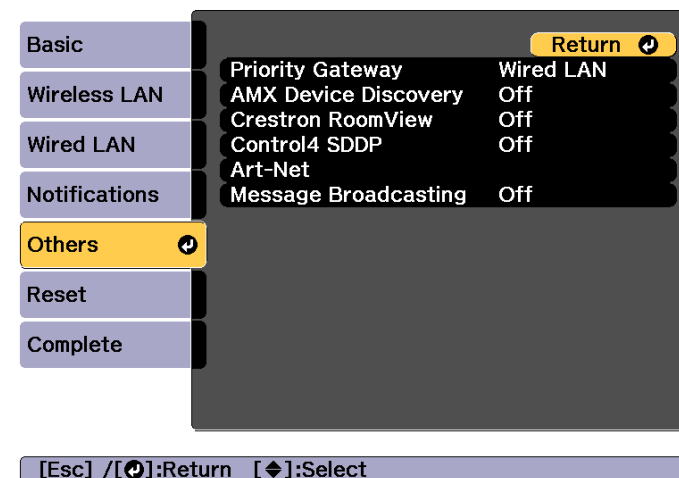 Basic
Wireless LAN
Wired LAN
Notifications
Others
Reset
Complete
Return
Priority Gateway Wired LAN
AMX Device Discovery Off
Crestron RoomView Off
Control4 SDDP Off
Art-Net
Message Broadcasting Off
[Esc] /[⏎]:Return [◆]:Select